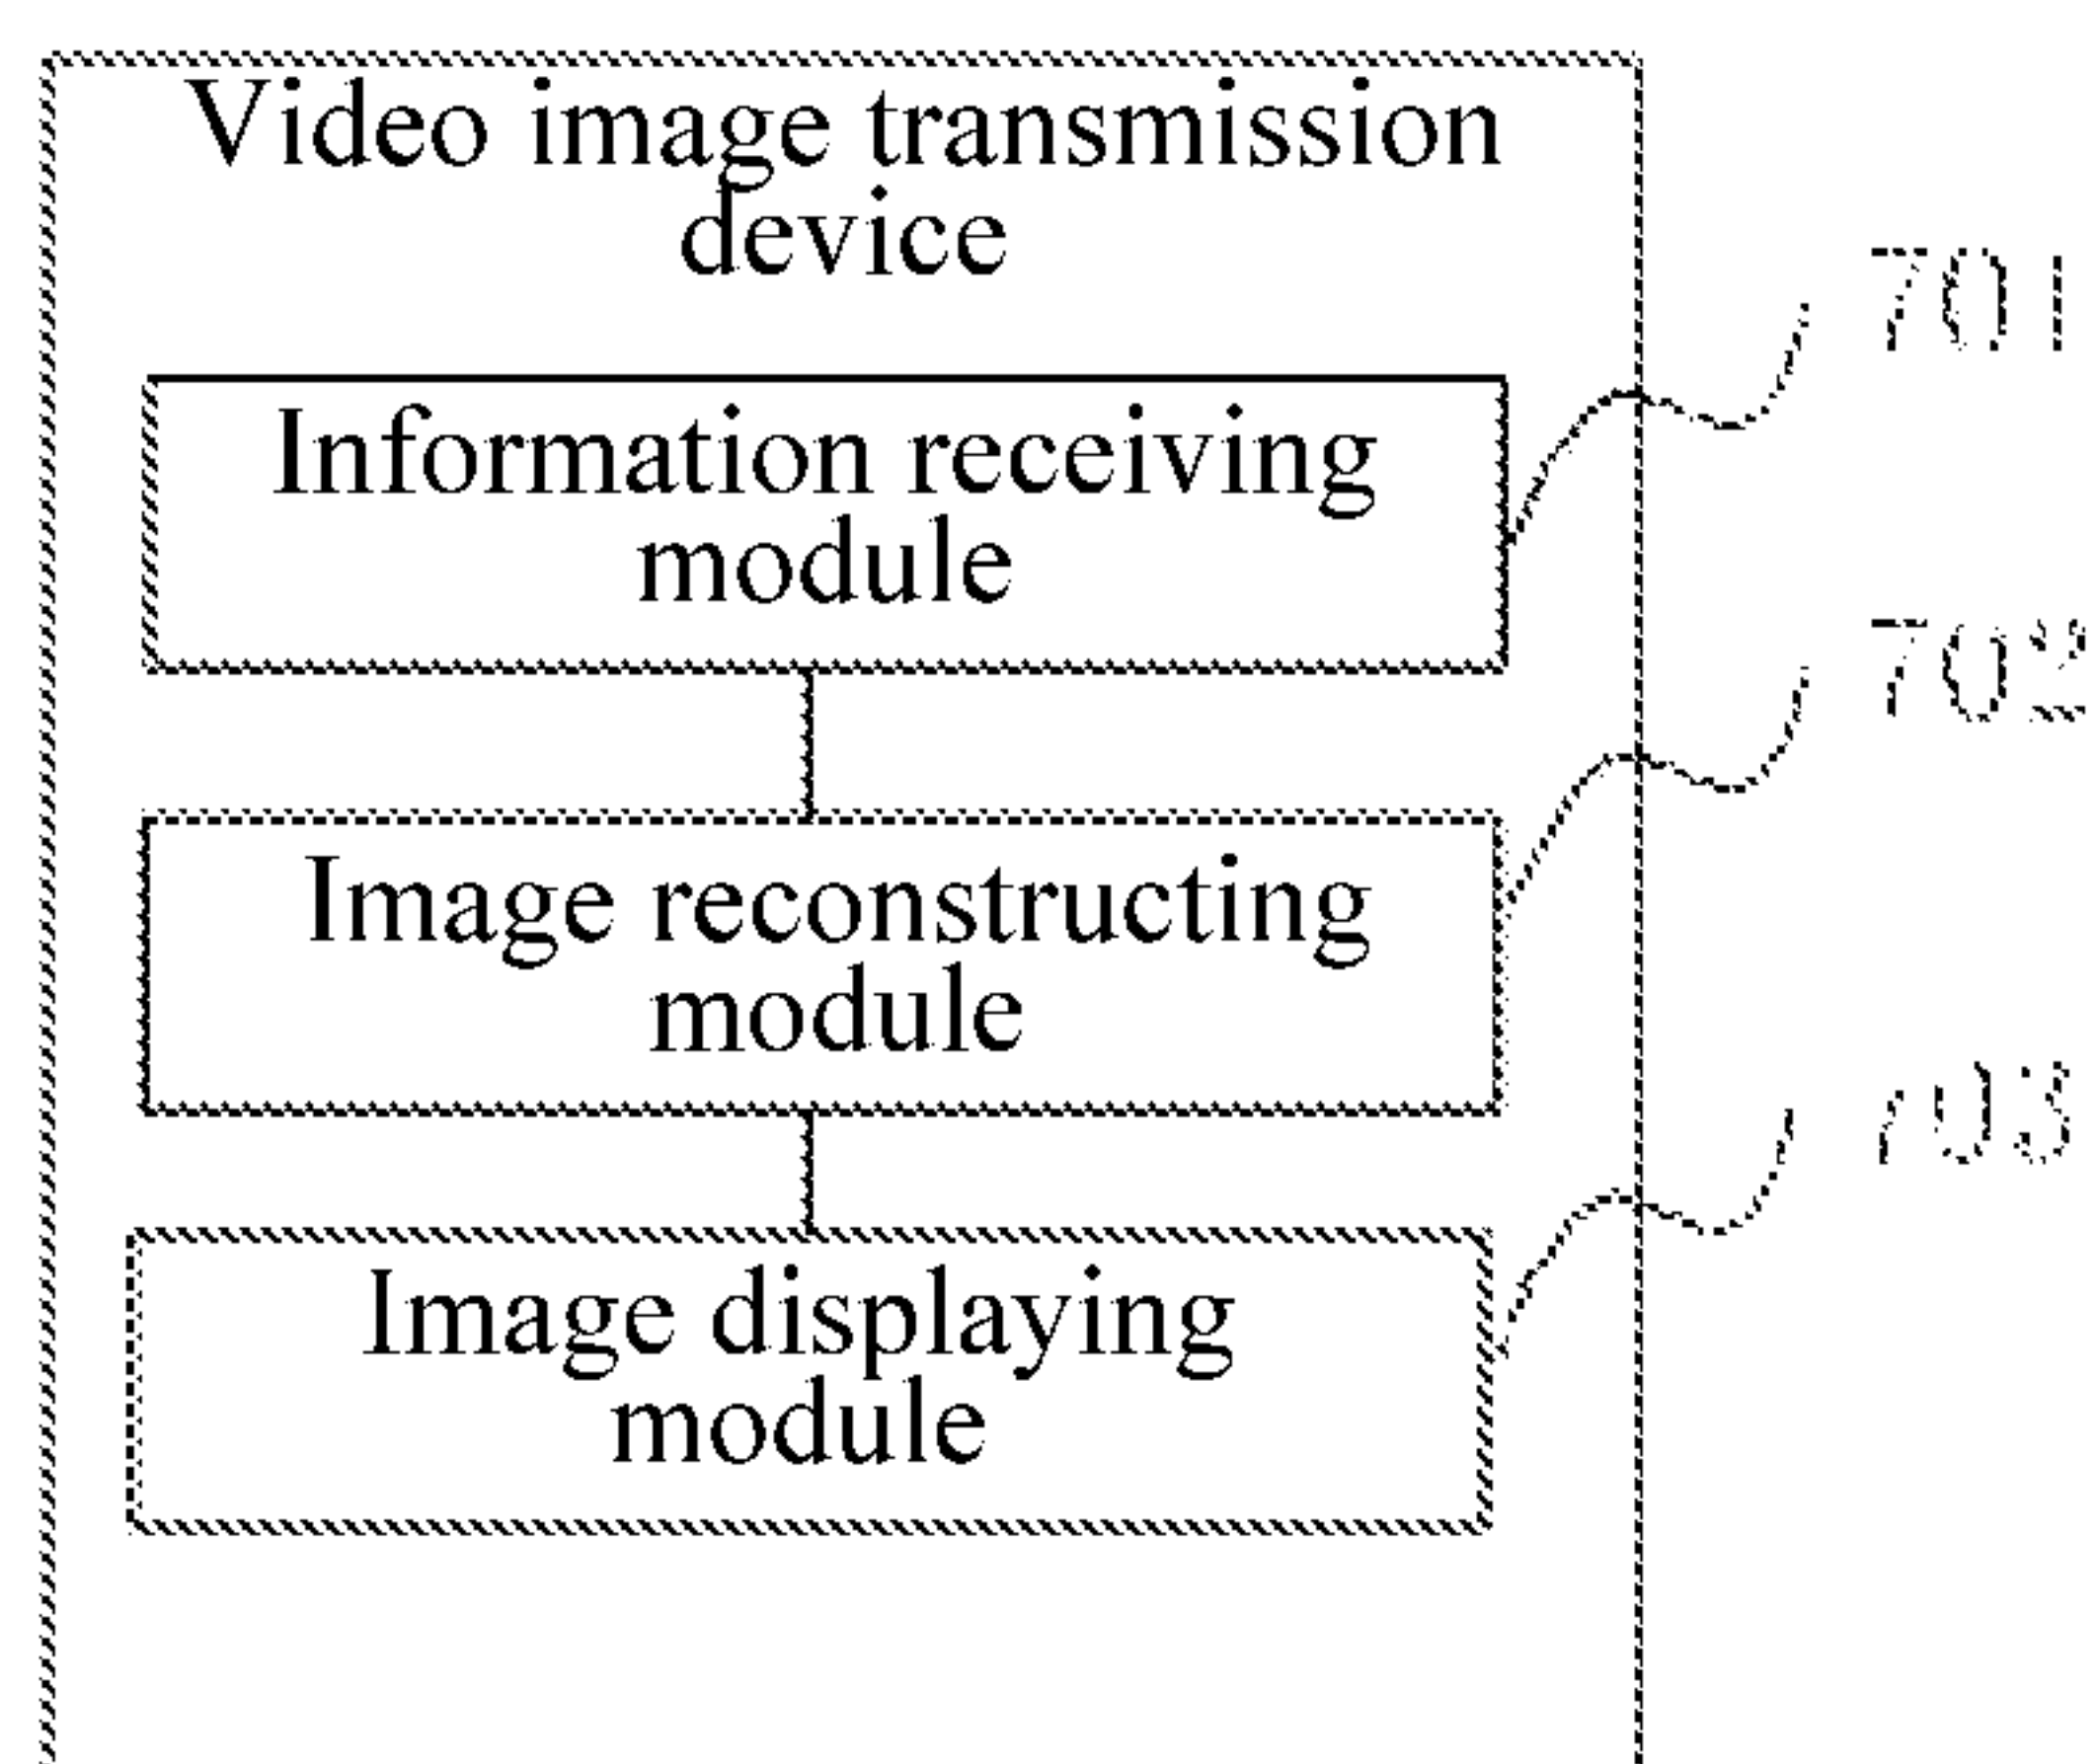 Video image transmission
device
701
Information receiving
module
702
Image reconstructing
module
703
Image displaying
module